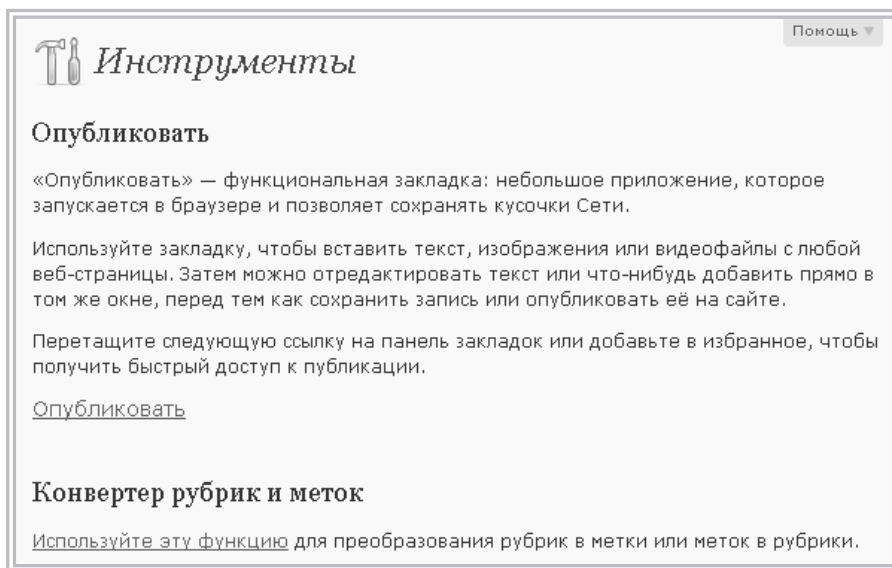 Помощь ▼
Инструменты
Опубликовать
«Опубликовать» — функциональная закладка: небольшое приложение, которое
запускается в браузере и позволяет сохранять кусочки Сети.
Используйте закладку, чтобы вставить текст, изображения или видеофайлы с любой
веб-страницы. Затем можно отредактировать текст или что-нибудь добавить прямо в
том же окне, перед тем как сохранить запись или опубликовать её на сайте.
Перетащите следующую ссылку на панель закладок или добавьте в избранное, чтобы
получить быстрый доступ к публикации.
Опубликовать
Конвертер рубрик и меток
Используйте эту функцию для преобразования рубрик в метки или меток в рубрики.